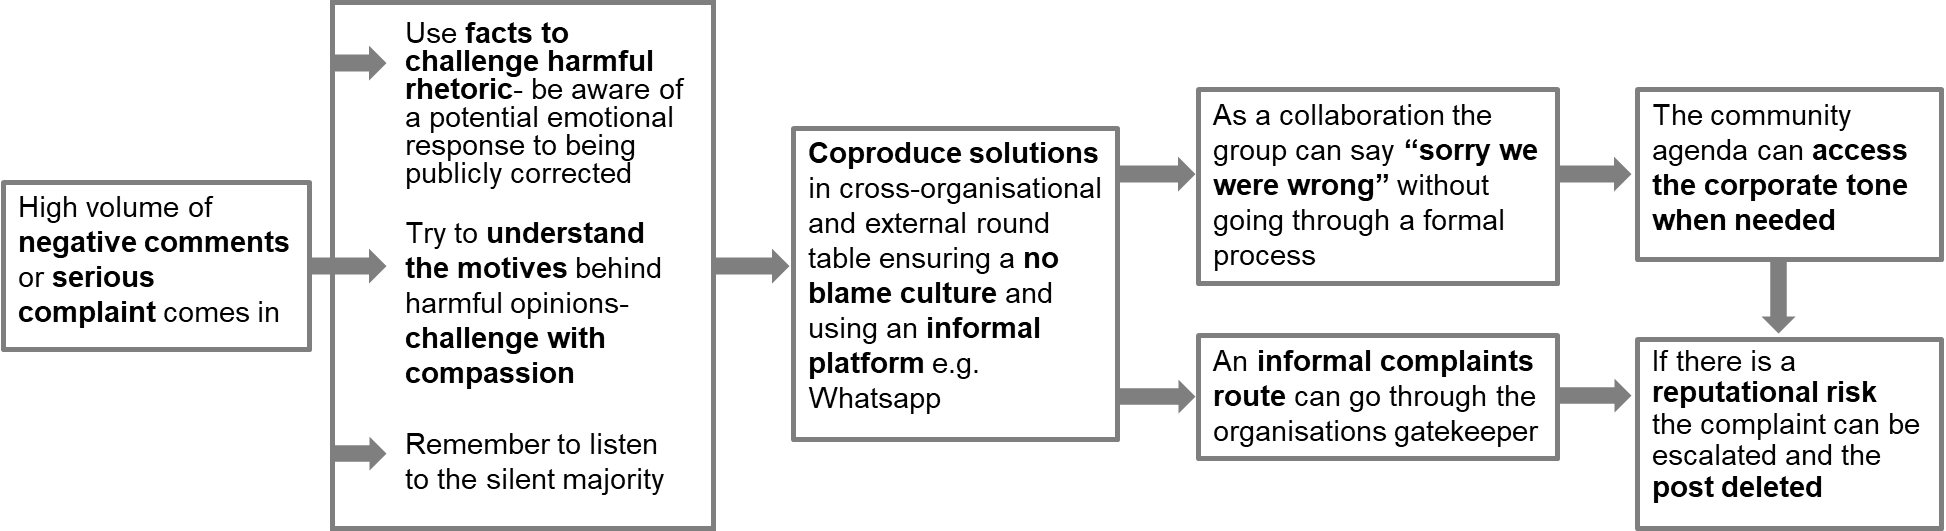 High volume of
negative comments
or serious
complaint comes in
Use facts to
challenge harmful
rhetoric- be aware of
a potential emotional
response to being
publicly corrected
Try to understand
the motives behind
harmful opinions-
challenge with
compassion
Remember to listen
to the silent majority
Coproduce solutions
in cross-organisational
and external round
table ensuring a no
blame culture and
using an informal
platform e.g.
Whatsapp
As a collaboration the
group can say “sorry we
were wrong” without
going through a formal
process
An informal complaints
route can go through the
organisations gatekeeper
The community
agenda can access
the corporate tone
when needed
If there is a
reputational risk
the complaint can be
escalated and the
post deleted